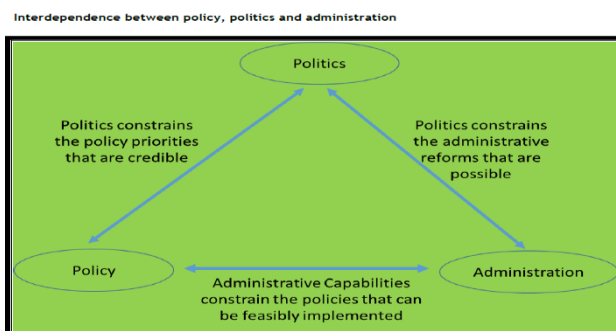 Interdependence between policy, politics and administration
Politics
Politics constrains
the policy priorities
that are credible
Politics constrains
the administrative
reforms that are
possible
Policy
Administration
Administrative Capabilities
constrain the policies that can
be feasibly implemented